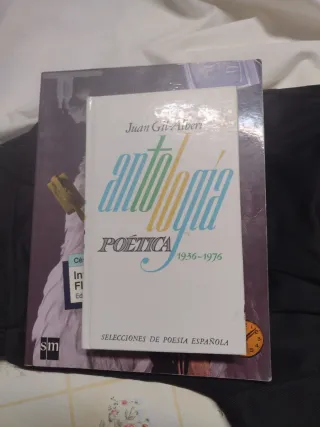 Juan Gil-Albert
antología
POÉTICA
1936-1976
SELECCIONES DE POESÍA ESPAÑOLA
sm